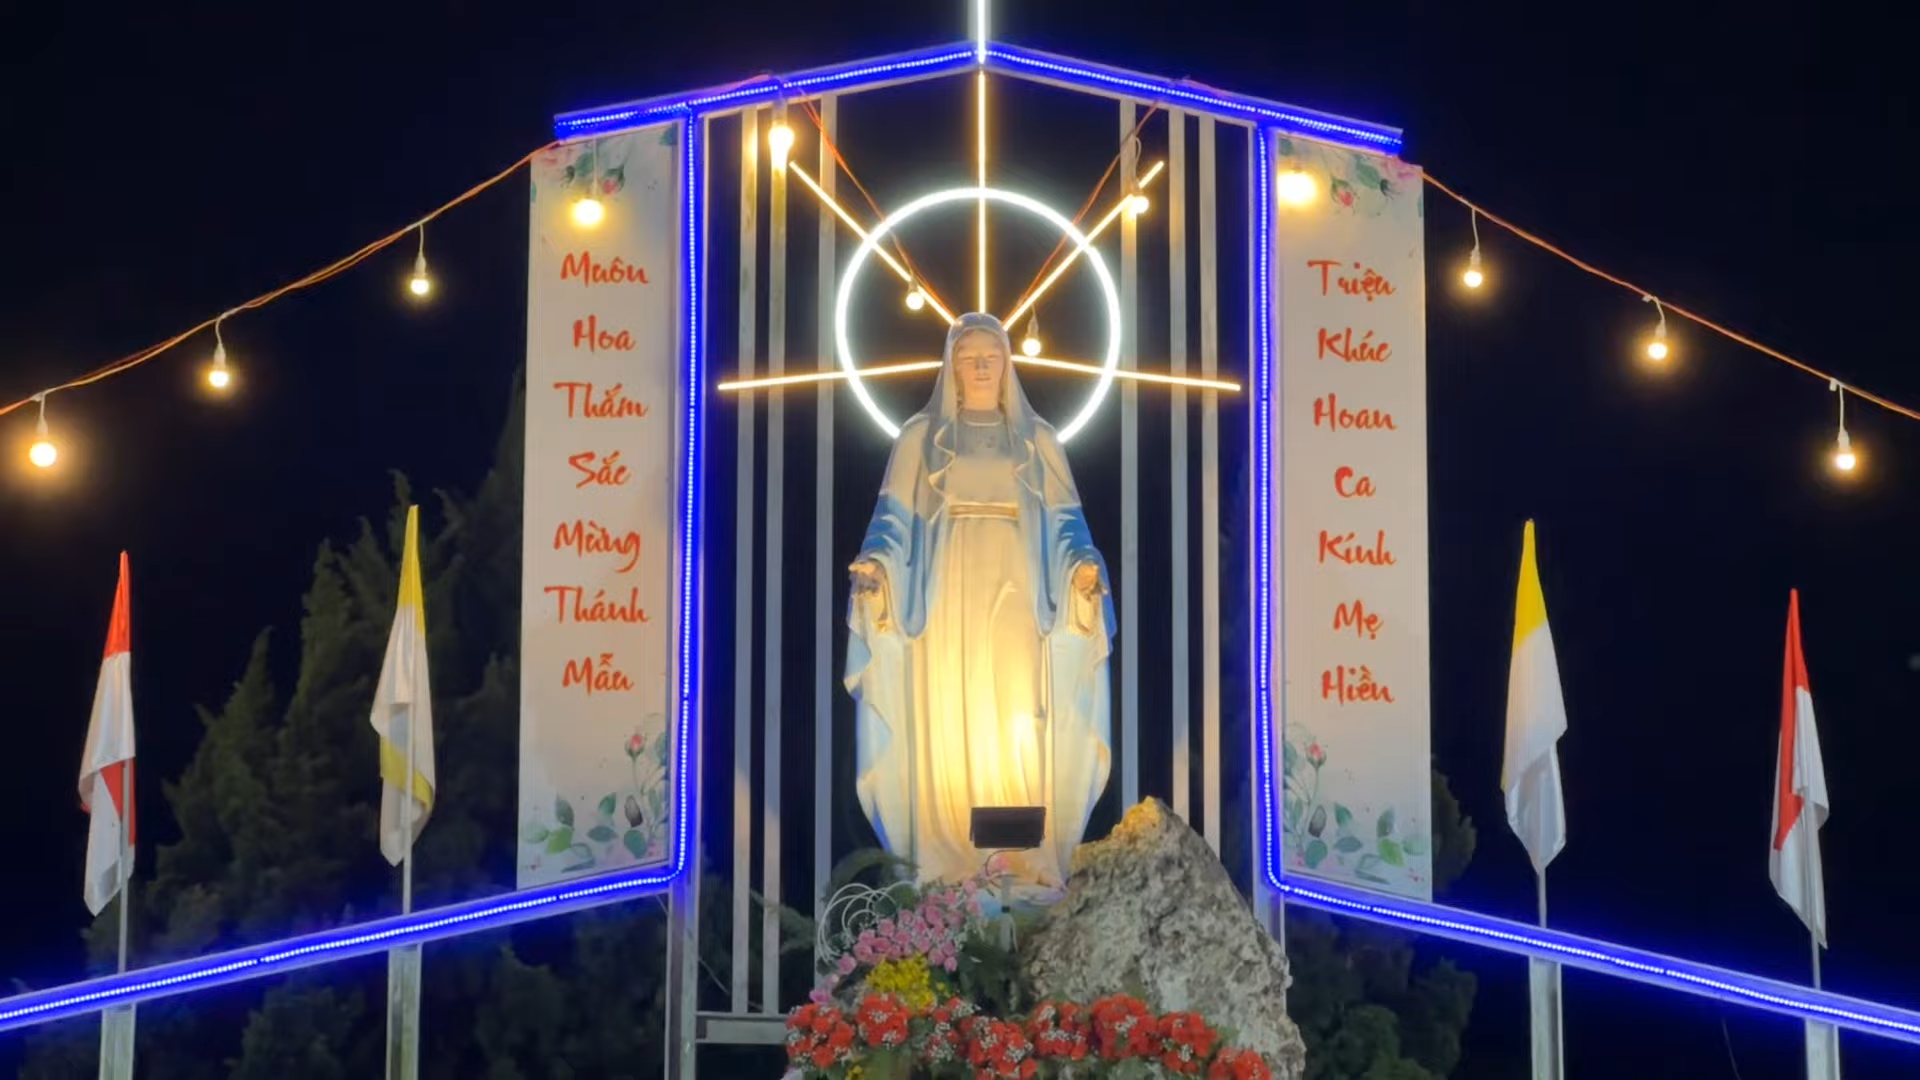 Muôn
Hoa
Thắm
Sắc
Mừng
Thánh
Mẫu
Triệu
Khúc
Hoan
Ca
Kính
Mẹ
Hiền